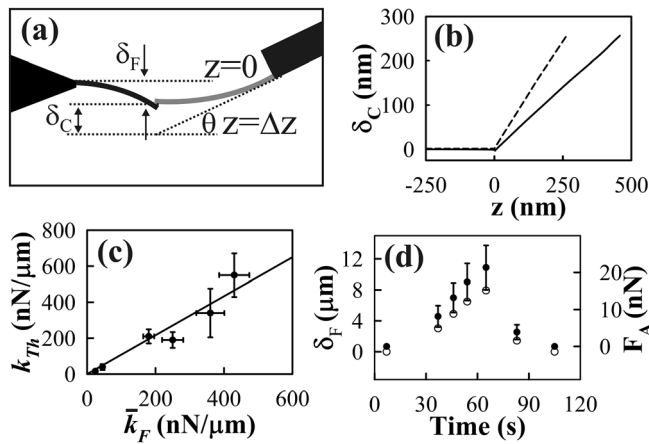 (a)
δF
z=0
δC
θ z=Δz
(b)
300
200
100
0
δC (nm)
-250 0 250 500
z (nm)
(c)
800
600
400
200
0
kTh (nN/μm)
0 200 400 600
k̄F (nN/μm)
(d)
12
8
4
0
δF (μm)
20
10
0
FA (nN)
0 30 60 90 120
Time (s)